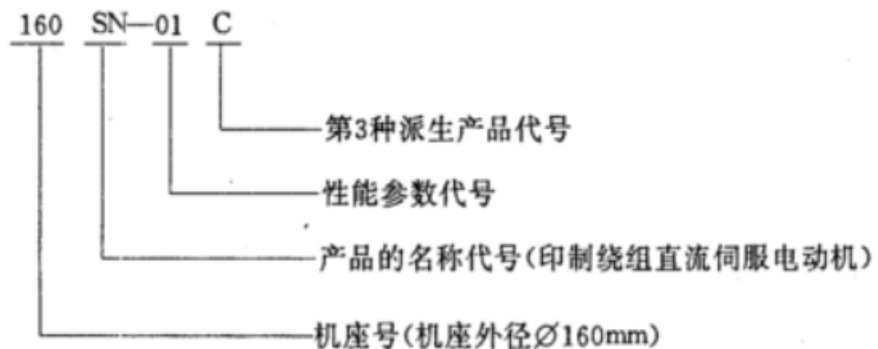 160 SN—01 C
第3种派生产品代号
性能参数代号
产品的名称代号(印制绕组直流伺服电动机)
机座号(机座外径∅160mm)